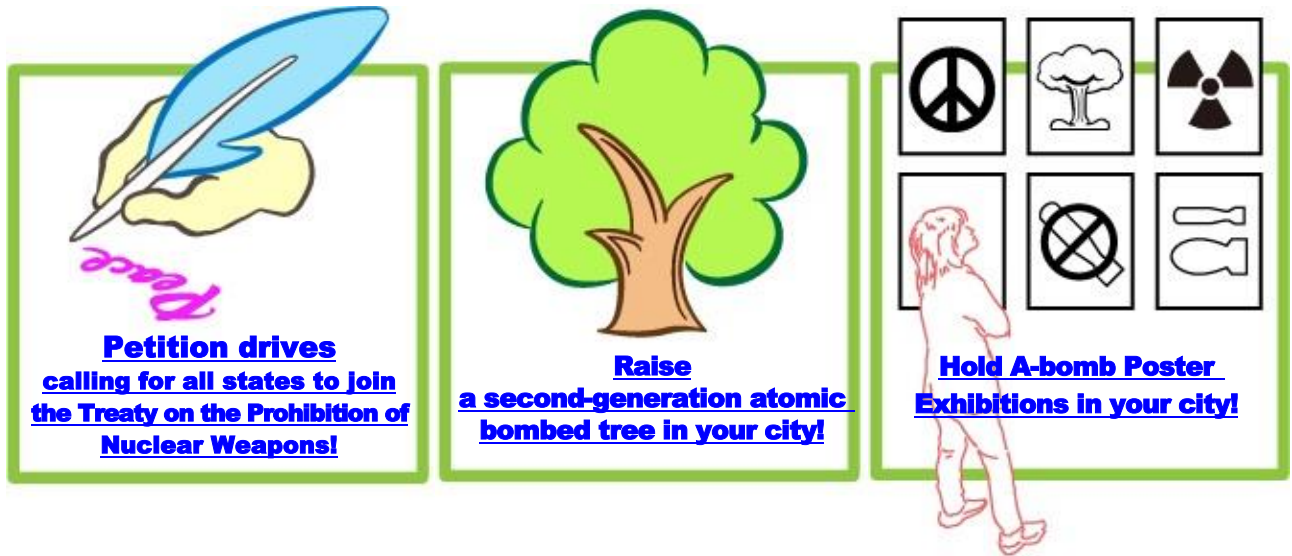 Peace
Petition drives
calling for all states to join
the Treaty on the Prohibition of
Nuclear Weapons!
Raise
a second-generation atomic
bombed tree in your city!
Hold A-bomb Poster
Exhibitions in your city!